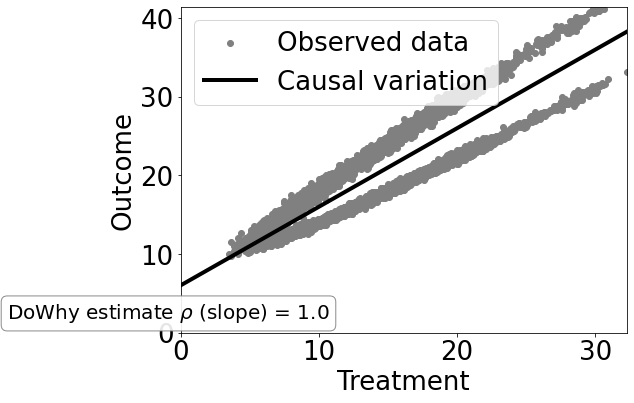 40
30
20
10
0
Outcome
Observed data
Causal variation
DoWhy estimate ρ (slope) = 1.0
0 10 20 30
Treatment